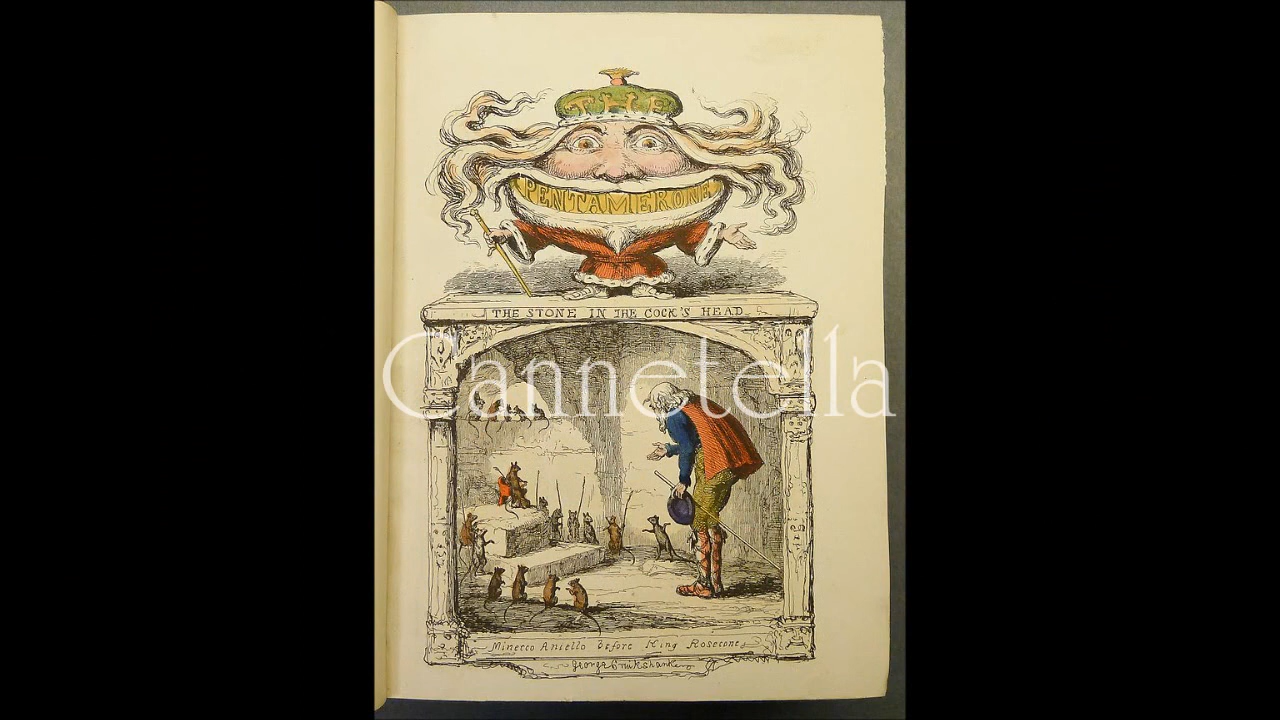 THE
PENTAMERONE
THE STONE IN THE COCK'S HEAD
Cannetella
Minecco Aniello before King Rosecone
George Cruikshank